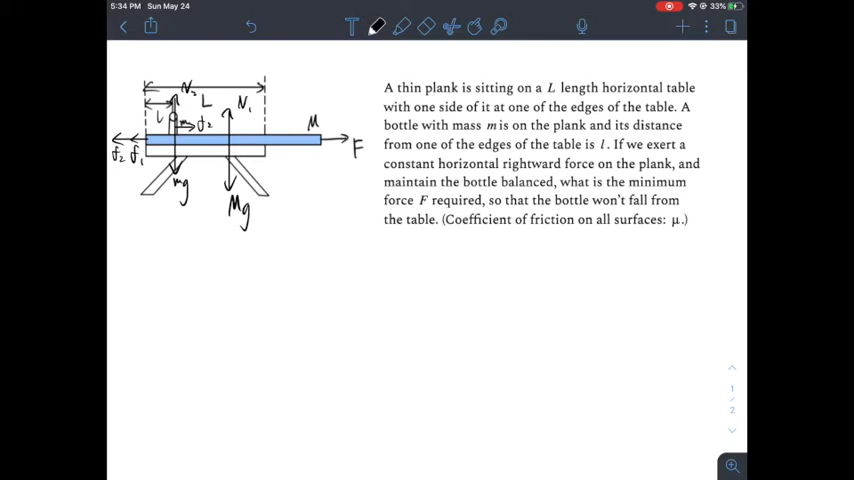 5:34 PM Sun May 24
33%
A thin plank is sitting on a L length horizontal table
with one side of it at one of the edges of the table. A
bottle with mass m is on the plank and its distance
from one of the edges of the table is l. If we exert a
constant horizontal rightward force on the plank, and
maintain the bottle balanced, what is the minimum
force F required, so that the bottle won't fall from
the table. (Coefficient of friction on all surfaces: μ.)
N₂
L
N₁
l
m
f₂
M
f₂
f₁
F
mg
Mg
1
/
2